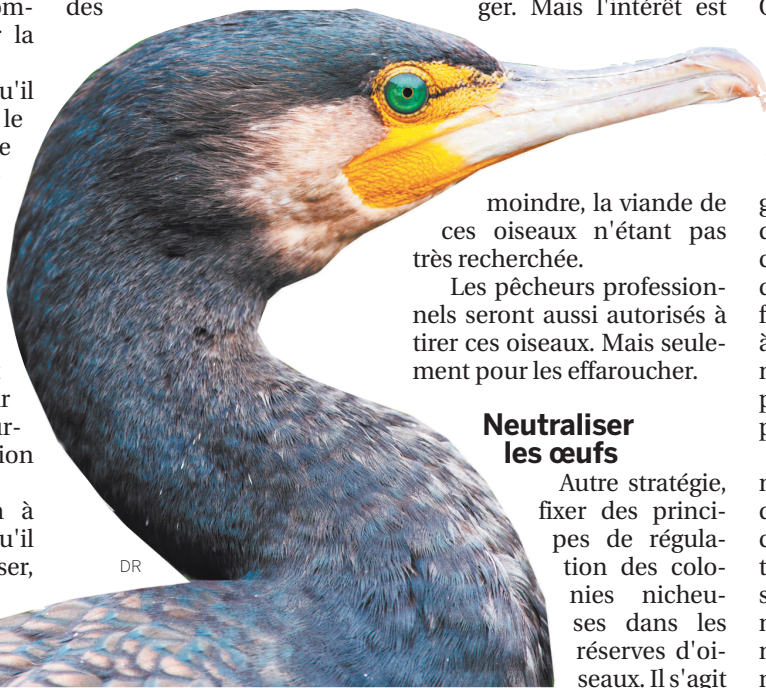 des
la
u'il
le
ion
à
u'il
ser,
DR
ger. Mais l'intérêt est
moindre, la viande de
ces oiseaux n'étant pas
très recherchée.
Les pêcheurs profession-
nels seront aussi autorisés à
tirer ces oiseaux. Mais seule-
ment pour les effaroucher.
Neutraliser
les œufs
Autre stratégie,
fixer des princi-
pes de régula-
tion des colo-
nies nicheu-
ses dans les
réserves d'oi-
seaux. Il s'agit